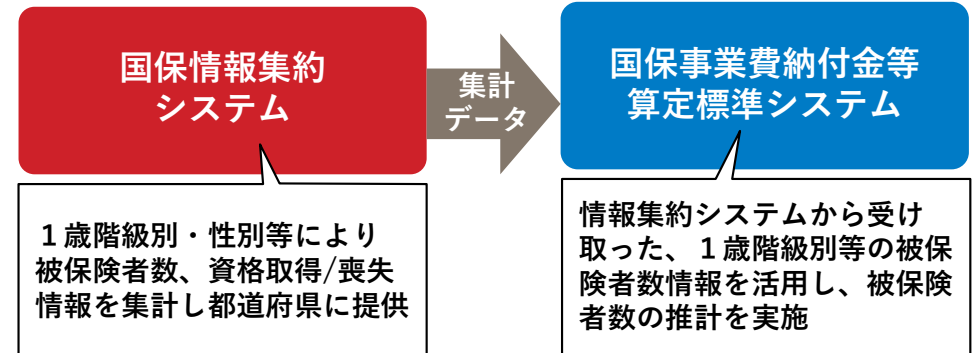 国保情報集約
システム
集計
データ
国保事業費納付金等
算定標準システム
１歳階級別・性別等により
被保険者数、資格取得/喪失
情報を集計し都道府県に提供
情報集約システムから受け
取った、１歳階級別等の被保
険者数情報を活用し、被保険
者数の推計を実施